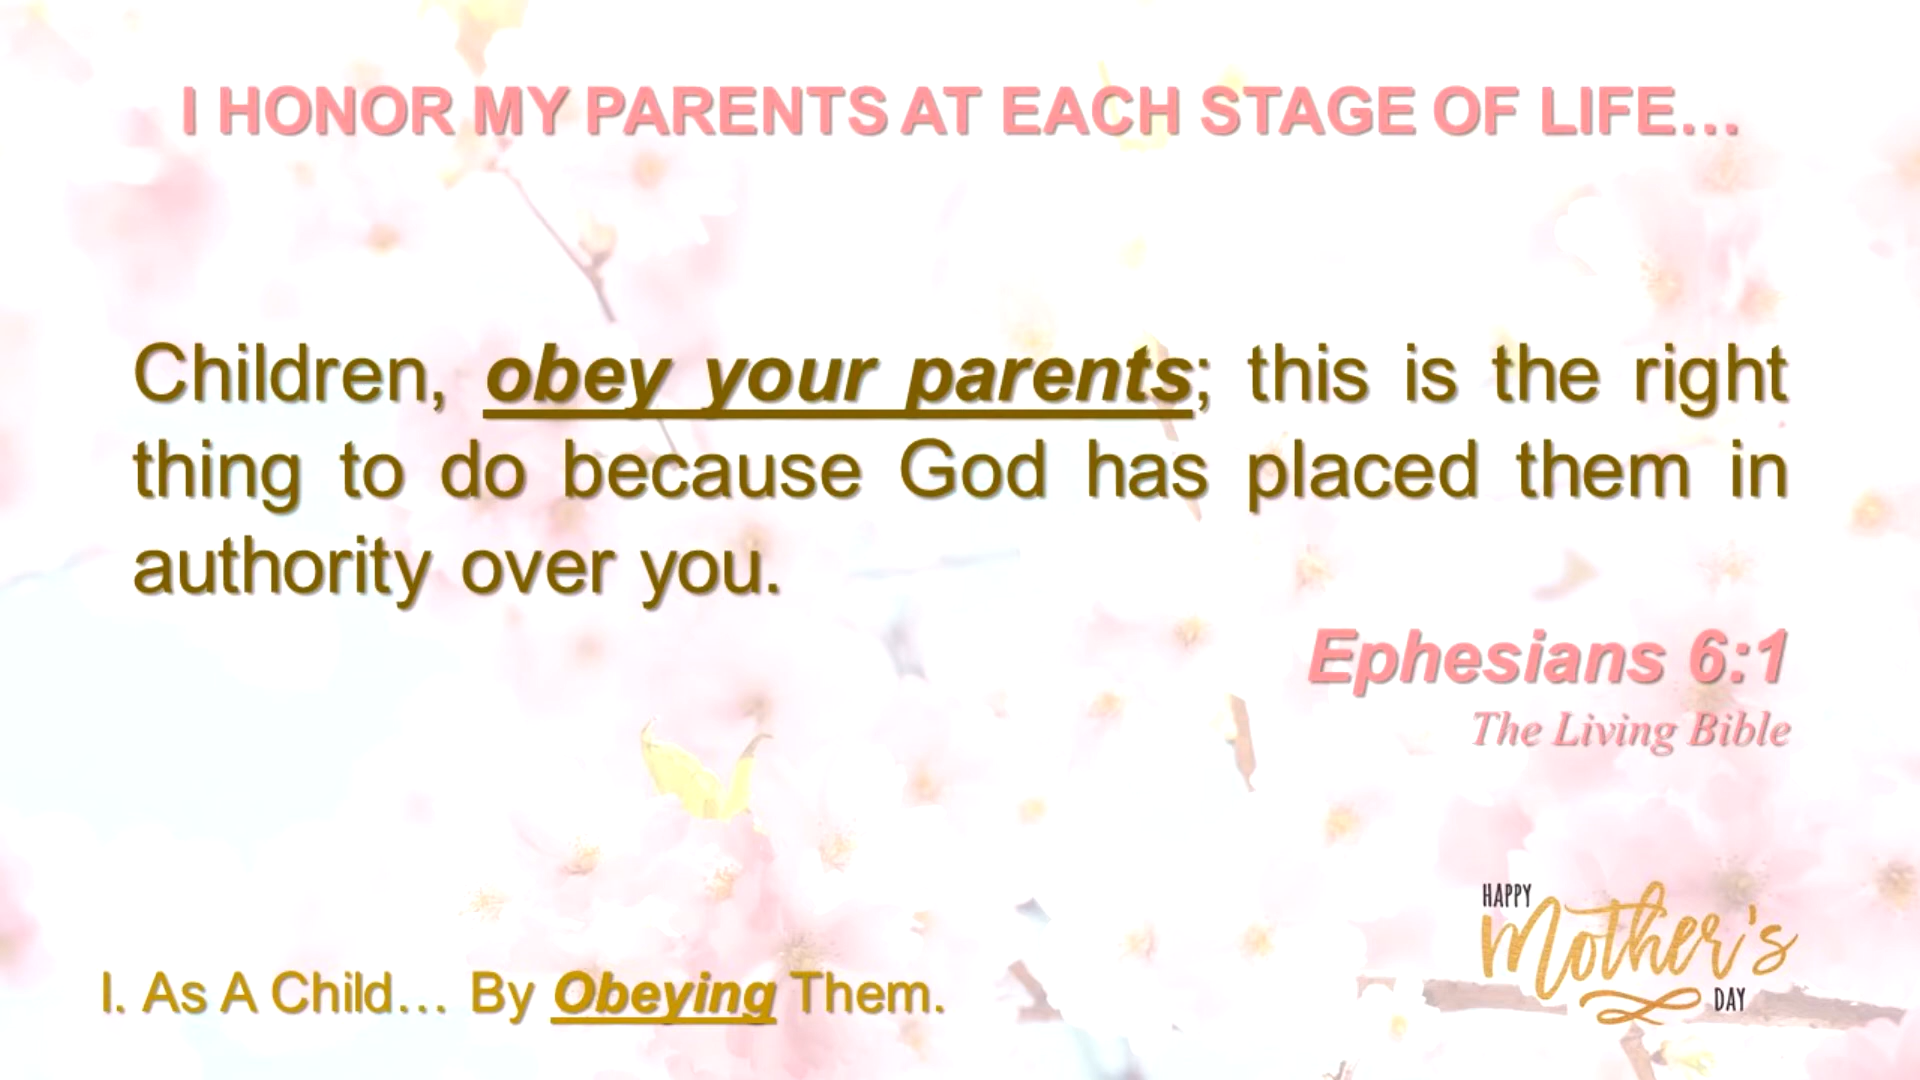 I HONOR MY PARENTS AT EACH STAGE OF LIFE…
Children, obey your parents; this is the right
thing to do because God has placed them in
authority over you.
Ephesians 6:1
The Living Bible
HAPPY
Mother's
DAY
I. As A Child… By Obeying Them.